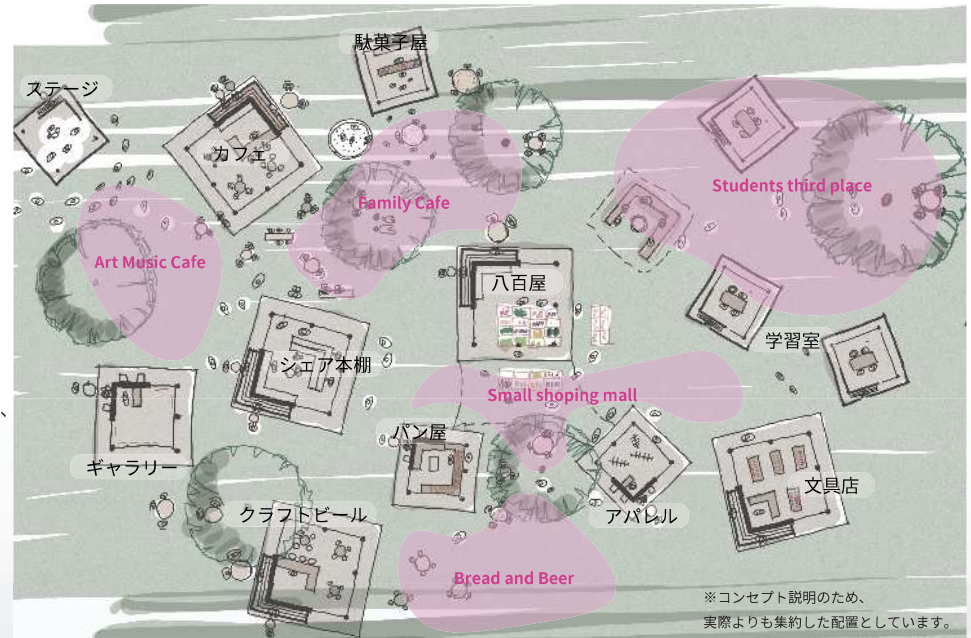 駄菓子屋
ステージ
カフェ
Students third place
Family Cafe
Art Music Cafe
八百屋
学習室
シェア本棚
Small shoping mall
パン屋
ギャラリー
文具店
クラフトビール
アパレル
Bread and Beer
※コンセプト説明のため、
実際よりも集約した配置としています。
、